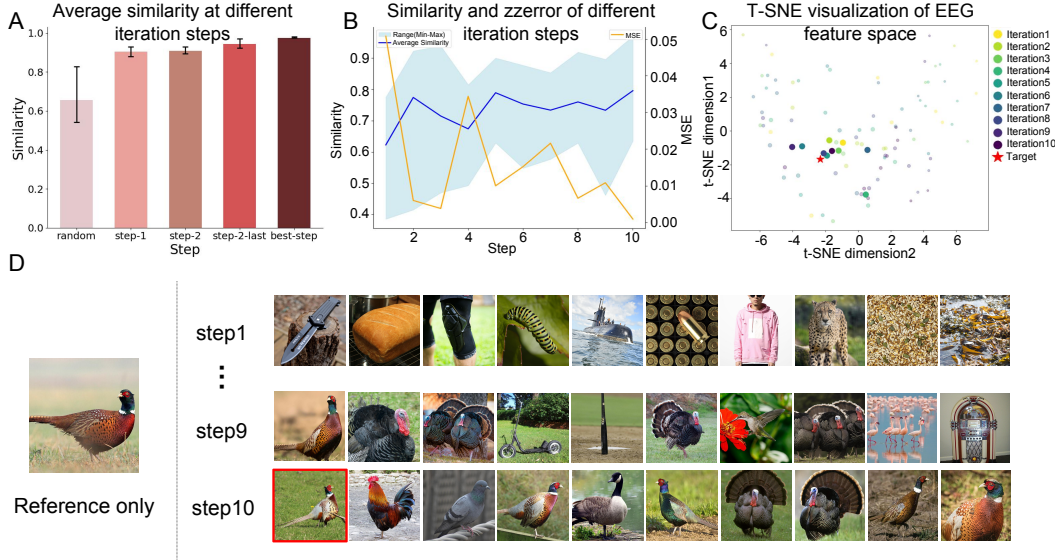 A
Average similarity at different
iteration steps
1.0
0.8
0.6
0.4
0.2
0.0
Similarity
random
step-1
step-2
step-2-last
best-step
Step
B
Similarity and zzerror of different
iteration steps
Range(Min-Max)
Average Similarity
MSE
0.9
0.8
0.7
0.6
0.5
0.4
Similarity
0.05
0.04
0.03
0.02
0.01
0.00
MSE
2
4
6
8
10
Step
C
T-SNE visualization of EEG
feature space
6
4
2
0
-2
-4
t-SNE dimension1
-6
-4
-2
0
2
4
6
t-SNE dimension2
Iteration1
Iteration2
Iteration3
Iteration4
Iteration5
Iteration6
Iteration7
Iteration8
Iteration9
Iteration10
Target
D
Reference only
step1
⋮
step9
step10